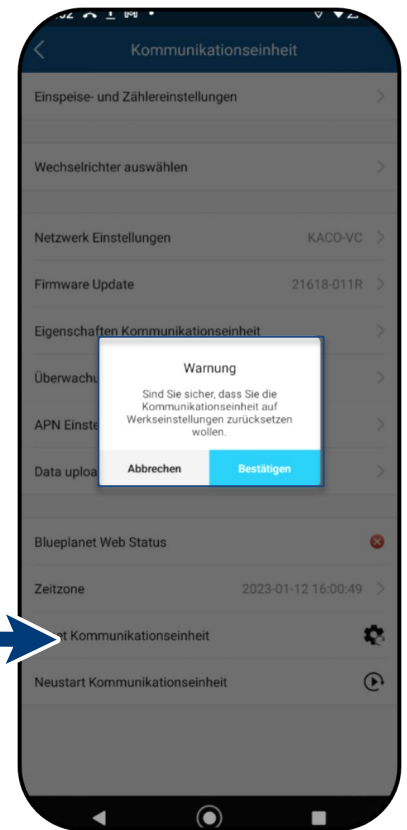 Kommunikationseinheit
Einspeise- und Zählereinstellungen
Wechselrichter auswählen
Netzwerk Einstellungen KACO-VC
Firmware Update 21618-011R
Eigenschaften Kommunikationseinheit
Warnung
Sind Sie sicher, dass Sie die
Kommunikationseinheit auf
Werkseinstellungen zurücksetzen
wollen.
Abbrechen Bestätigen
Data
Blueplanet Web Status
Zeitzone 2023-01-12 16:00:49
Kommunikationseinheit
Neustart Kommunikationseinheit